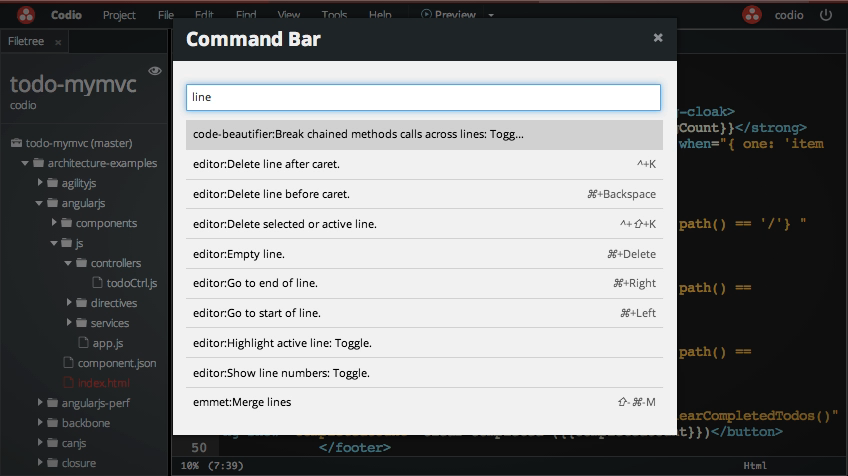 Codio Project File Edit Find View Tools Help Preview codio
Filetree ×
Command Bar
todo-mymvc
codio
line
todo-mymvc (master)
architecture-examples
agilityjs
angularjs
components
js
controllers
todoCtrl.js
directives
services
app.js
component.json
index.html
angularjs-perf
backbone
canjs
closure
code-beautifier:Break chained methods calls across lines: Togg...
editor:Delete line after caret. ^+K
editor:Delete line before caret. ⌘+Backspace
editor:Delete selected or active line. ^+⇧+K
editor:Empty line. ⌘+Delete
editor:Go to end of line. ⌘+Right
editor:Go to start of line. ⌘+Left
editor:Highlight active line: Toggle.
editor:Show line numbers: Toggle.
emmet:Merge lines ⇧-⌘-M
-cloak>
Count}}</strong>
when="{ one: 'item
path() == '/'} "
path() ==
path() ==
earCompletedTodos()"
}})</button>
50 </footer>
10% (7:39) Html